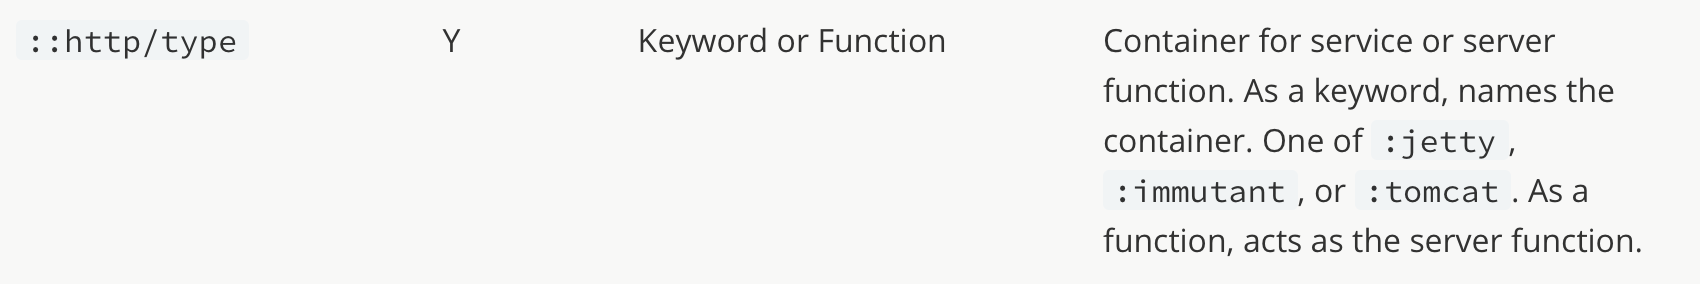 ::http/type Y Keyword or Function Container for service or server
function. As a keyword, names the
container. One of :jetty,
:immutant, or :tomcat. As a
function, acts as the server function.